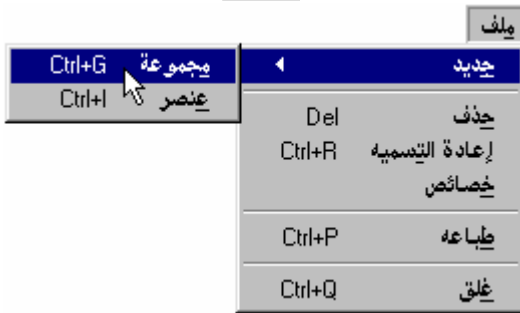 ملف
جديد
مجموعة Ctrl+G
عنصر Ctrl+I
حذف Del
إعادة التسميه Ctrl+R
خصائص
طباعه Ctrl+P
غلق Ctrl+Q